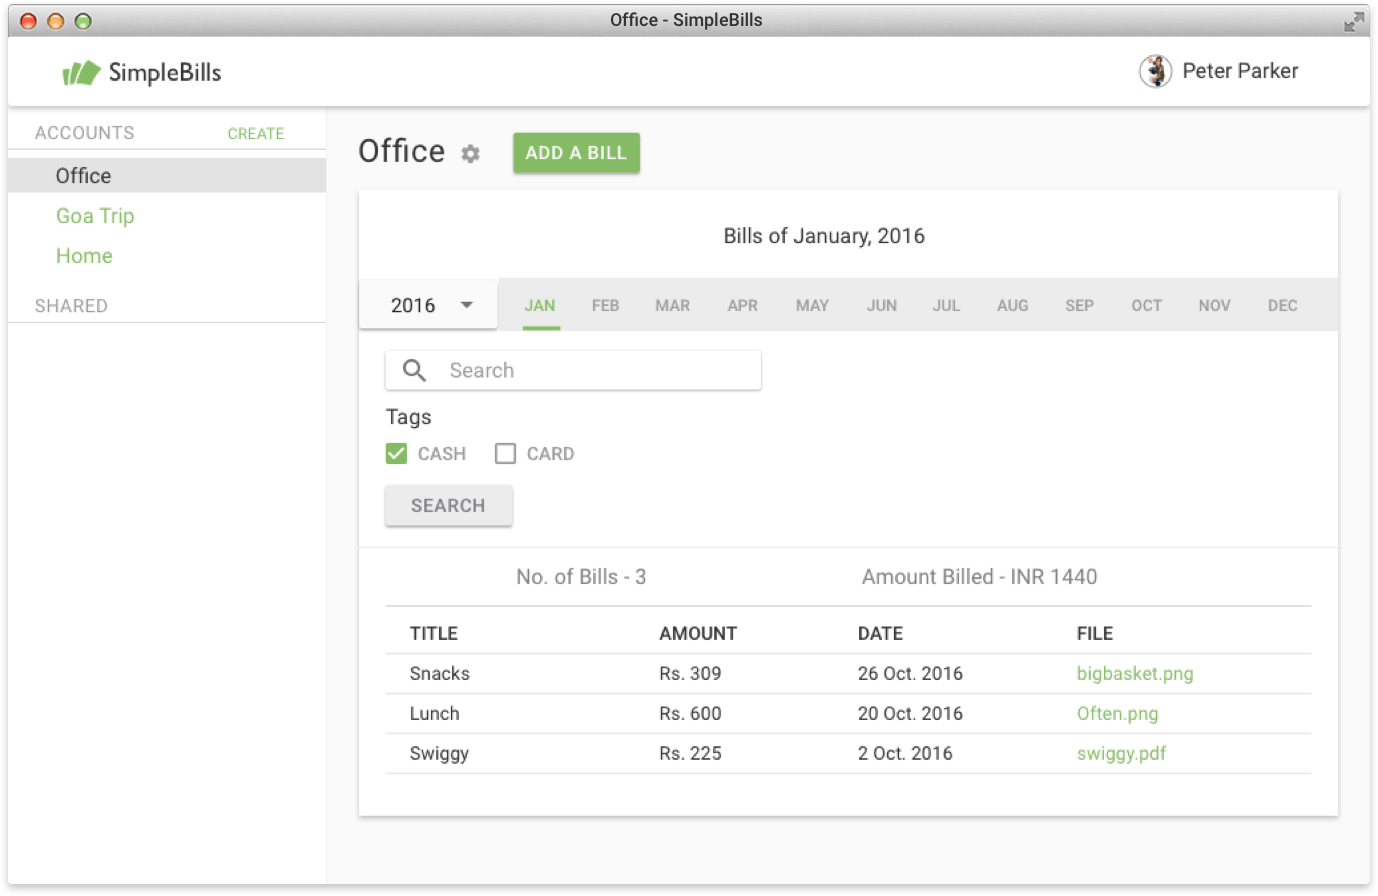 Office - SimpleBills
SimpleBills
Peter Parker
ACCOUNTS CREATE
Office
Goa Trip
Home
SHARED
Office ADD A BILL
Bills of January, 2016
2016 JAN FEB MAR APR MAY JUN JUL AUG SEP OCT NOV DEC
Search
Tags
CASH CARD
SEARCH
No. of Bills - 3 Amount Billed - INR 1440
TITLE AMOUNT DATE FILE
Snacks Rs. 309 26 Oct. 2016 bigbasket.png
Lunch Rs. 600 20 Oct. 2016 Often.png
Swiggy Rs. 225 2 Oct. 2016 swiggy.pdf